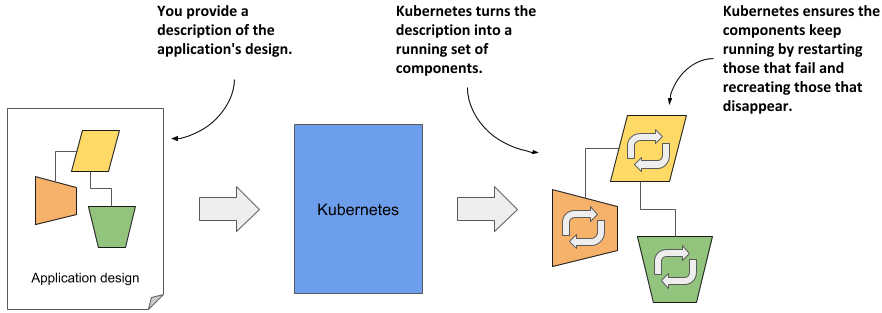 You provide a
description of the
application's design.
Kubernetes turns the
description into a
running set of
components.
Kubernetes ensures the
components keep
running by restarting
those that fail and
recreating those that
disappear.
Application design
Kubernetes